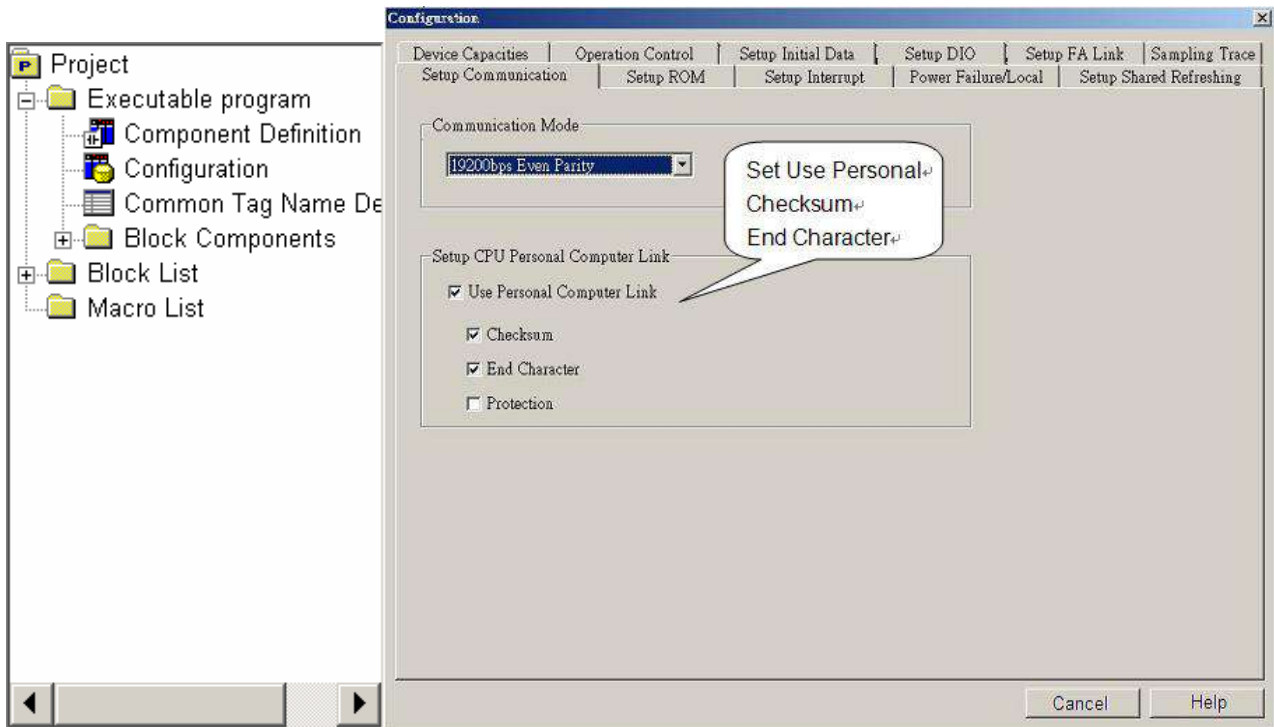 Project
Executable program
Component Definition
Configuration
Common Tag Name De
Block Components
Block List
Macro List
Configuration
Device Capacities
Operation Control
Setup Initial Data
Setup DIO
Setup FA Link
Sampling Trace
Setup Communication
Setup ROM
Setup Interrupt
Power Failure/Local
Setup Shared Refreshing
Communication Mode
19200bps Even Parity
Set Use Personal
Checksum
End Character
Setup CPU Personal Computer Link
Use Personal Computer Link
Checksum
End Character
Protection
Cancel
Help